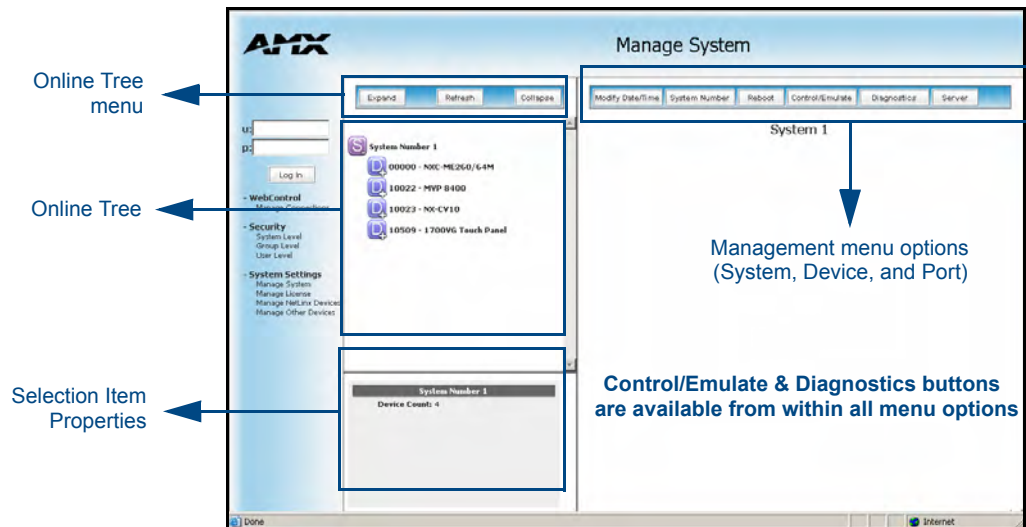 AMX
Manage System
Online Tree
menu
Expand Refresh Collapse
Modify Date/Time System Number Reboot Control/Emulate Diagnostics Server
System 1
u:
p:
Log In
- WebControl
Manage Connections
- Security
System Level
Group Level
User Level
- System Settings
Manage System
Manage License
Manage NetLinx Devices
Manage Other Devices
Online Tree
S System Number 1
D 00000 - NXC-ME260/64M
D 10022 - MVP 8400
D 10023 - NX-CV10
D 10509 - 1700VG Touch Panel
Management menu options
(System, Device, and Port)
Selection Item
Properties
System Number 1
Device Count: 4
Control/Emulate & Diagnostics buttons
are available from within all menu options
Done
Internet